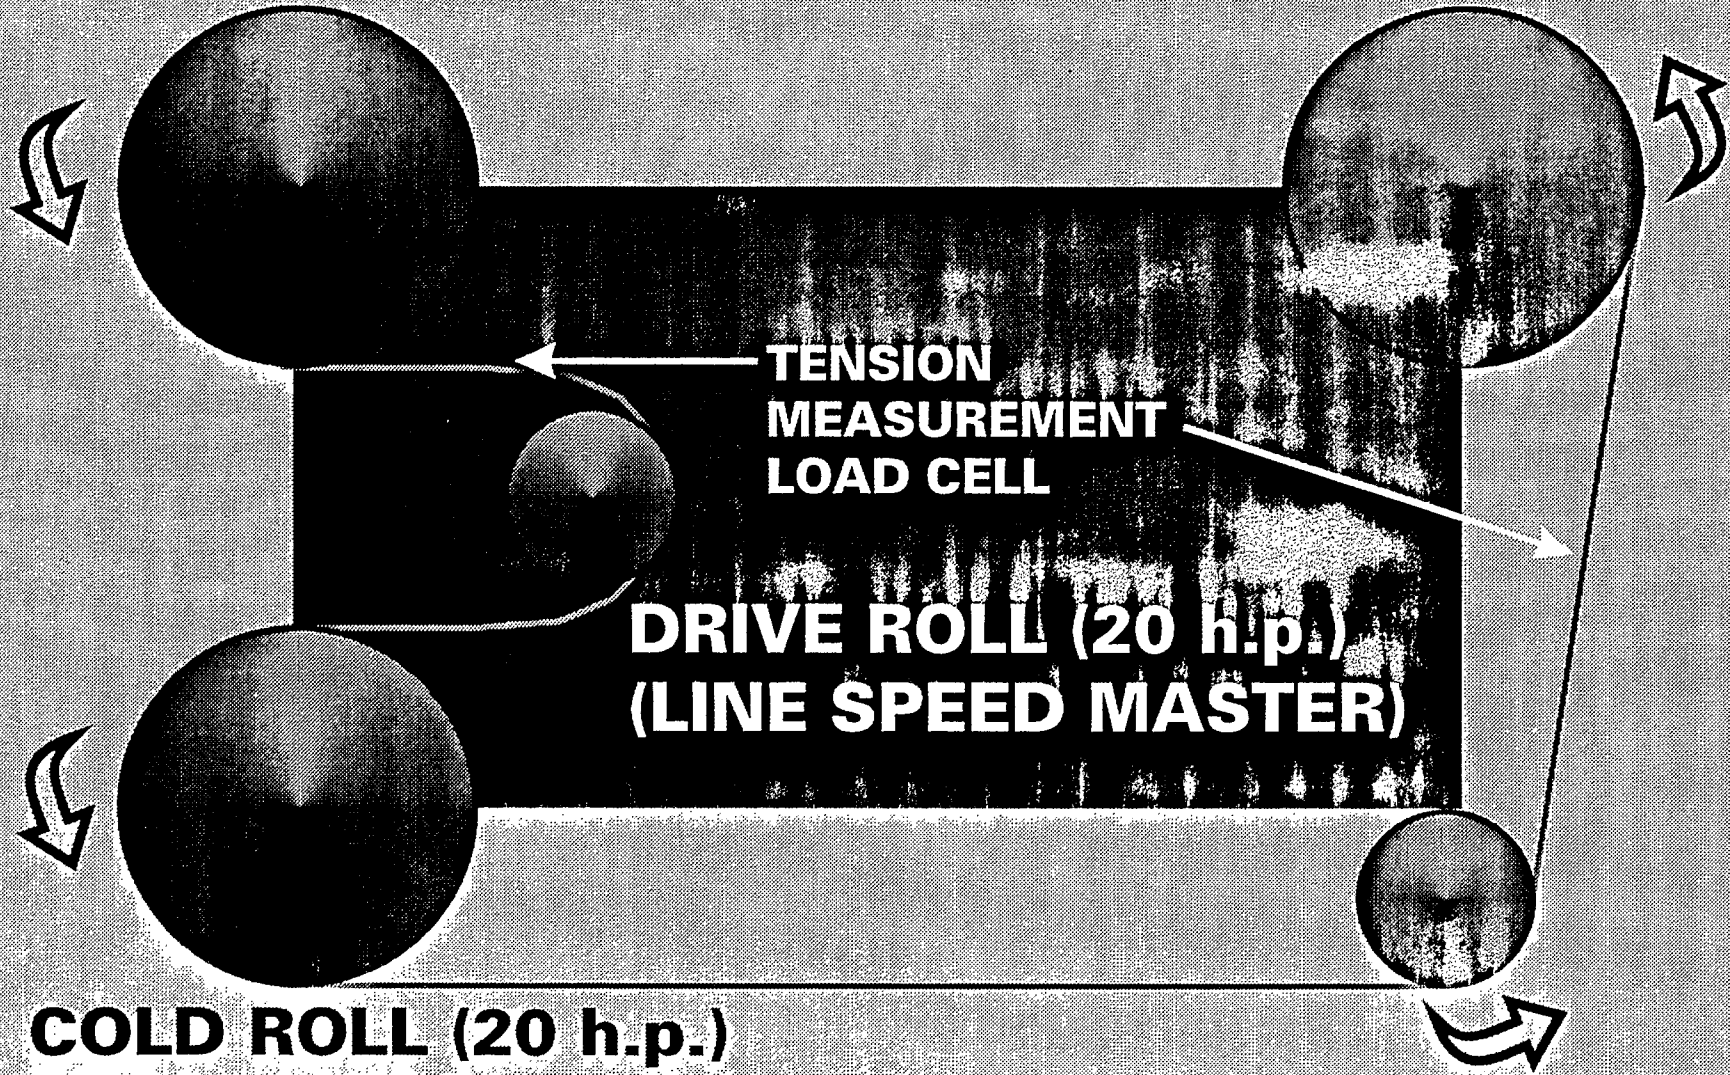 TENSION
MEASUREMENT
LOAD CELL
DRIVE ROLL (20 h.p.)
(LINE SPEED MASTER)
COLD ROLL (20 h.p.)